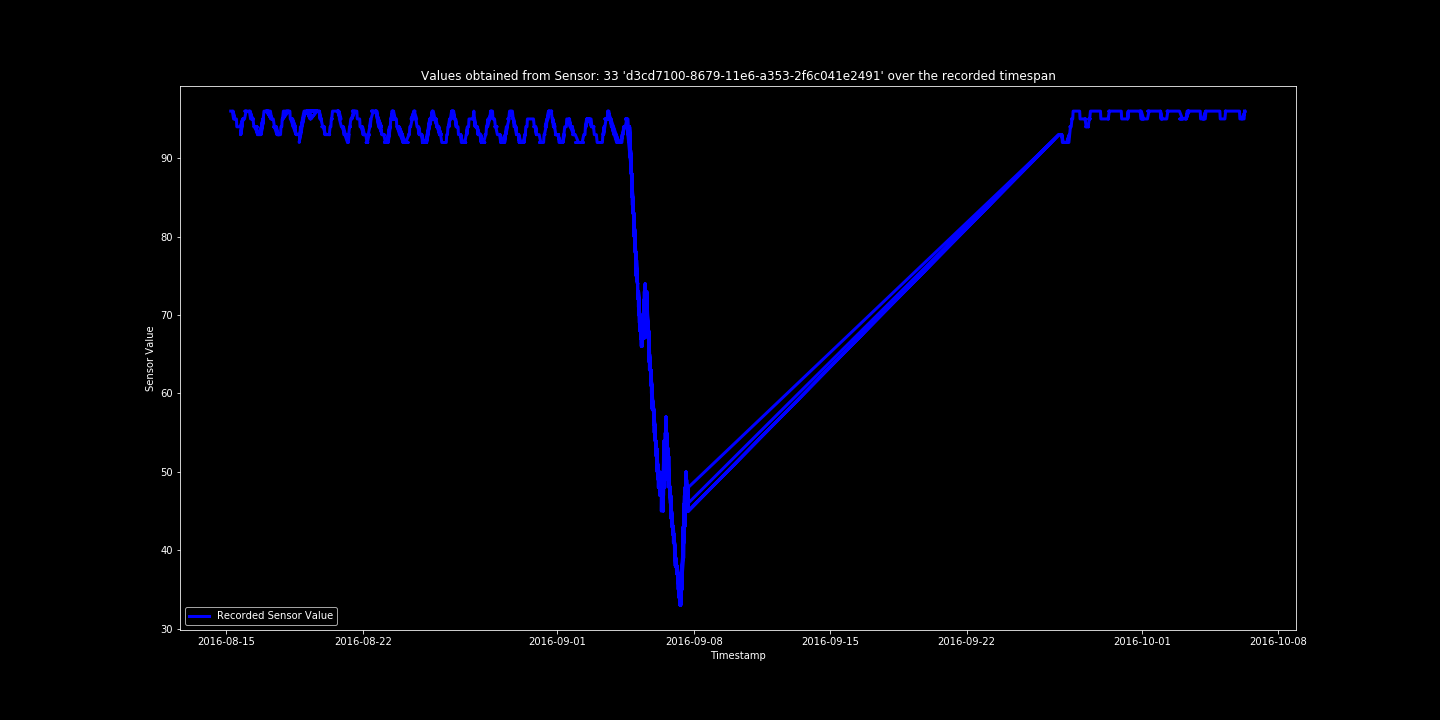 Values obtained from Sensor: 33 'd3cd7100-8679-11e6-a353-2f6c041e2491' over the recorded timespan
90
80
70
60
50
40
30
Sensor Value
Recorded Sensor Value
2016-08-15 2016-08-22 2016-09-01 2016-09-08 2016-09-15 2016-09-22 2016-10-01 2016-10-08
Timestamp